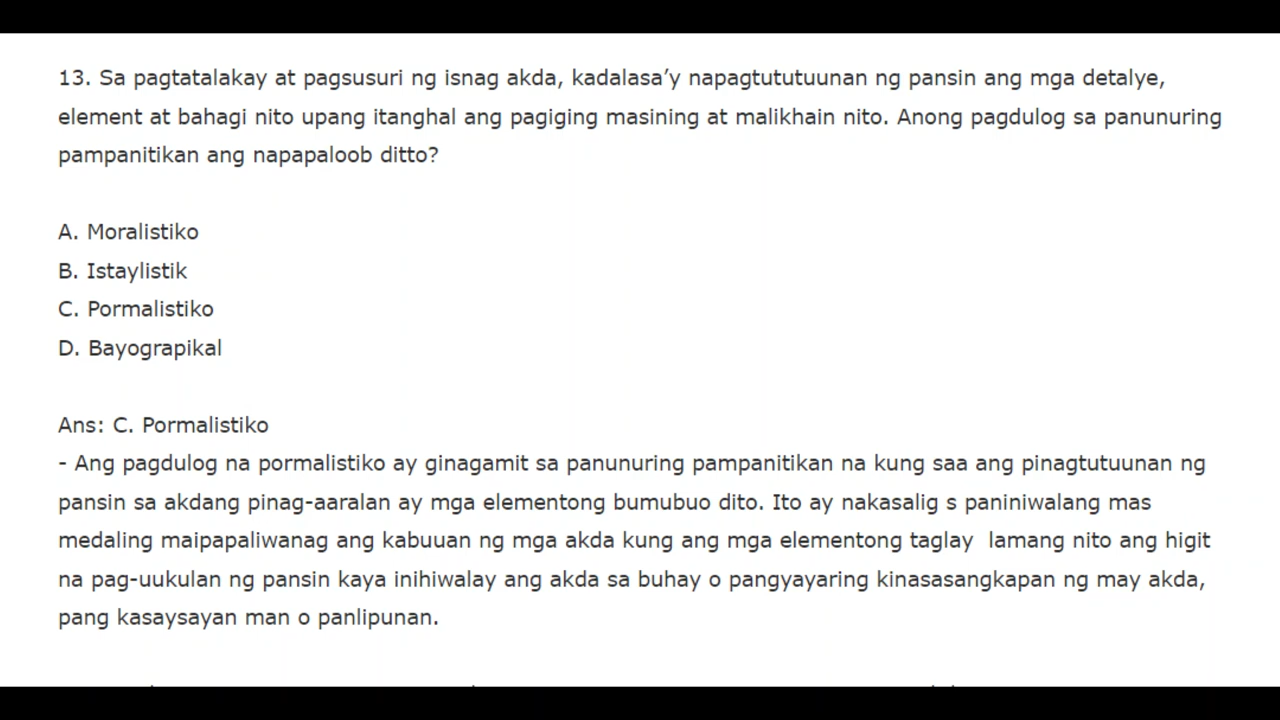 13. Sa pagtatalakay at pagsusuri ng isnag akda, kadalasa’y napagtututuunan ng pansin ang mga detalye,
element at bahagi nito upang itanghal ang pagiging masining at malikhain nito. Anong pagdulog sa panunuring
pampanitikan ang napapaloob ditto?
A. Moralistiko
B. Istaylistik
C. Pormalistiko
D. Bayograpikal
Ans: C. Pormalistiko
- Ang pagdulog na pormalistiko ay ginagamit sa panunuring pampanitikan na kung saa ang pinagtutuunan ng
pansin sa akdang pinag-aaralan ay mga elementong bumubuo dito. Ito ay nakasalig s paniniwalang mas
medaling maipapaliwanag ang kabuuan ng mga akda kung ang mga elementong taglay  lamang nito ang higit
na pag-uukulan ng pansin kaya inihiwalay ang akda sa buhay o pangyayaring kinasasangkapan ng may akda,
pang kasaysayan man o panlipunan.